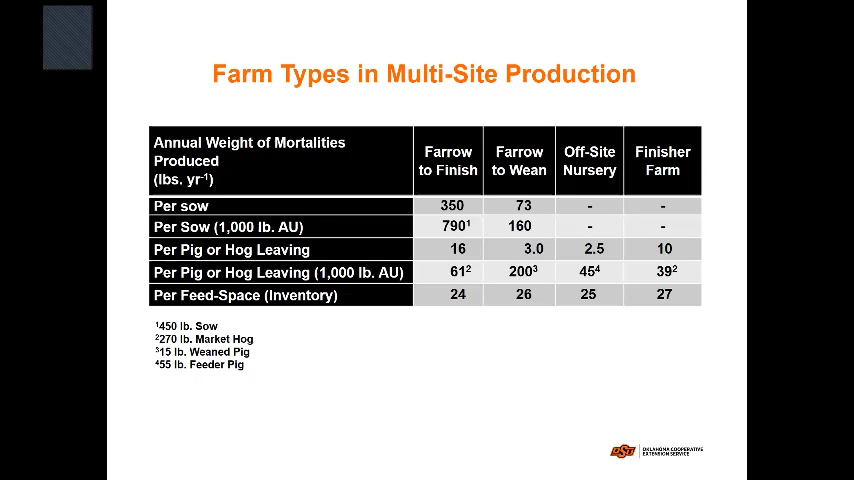 Farm Types in Multi-Site Production
Annual Weight of Mortalities
Produced
(lbs. yr⁻¹)
Farrow
to Finish
Farrow
to Wean
Off-Site
Nursery
Finisher
Farm
Per sow 350 73 - -
Per Sow (1,000 lb. AU) 790¹ 160 - -
Per Pig or Hog Leaving 16 3.0 2.5 10
Per Pig or Hog Leaving (1,000 lb. AU) 61² 200³ 45⁴ 39²
Per Feed-Space (Inventory) 24 26 25 27
¹450 lb. Sow
²270 lb. Market Hog
³15 lb. Weaned Pig
⁴55 lb. Feeder Pig
OSU
OKLAHOMA COOPERATIVE
EXTENSION SERVICE